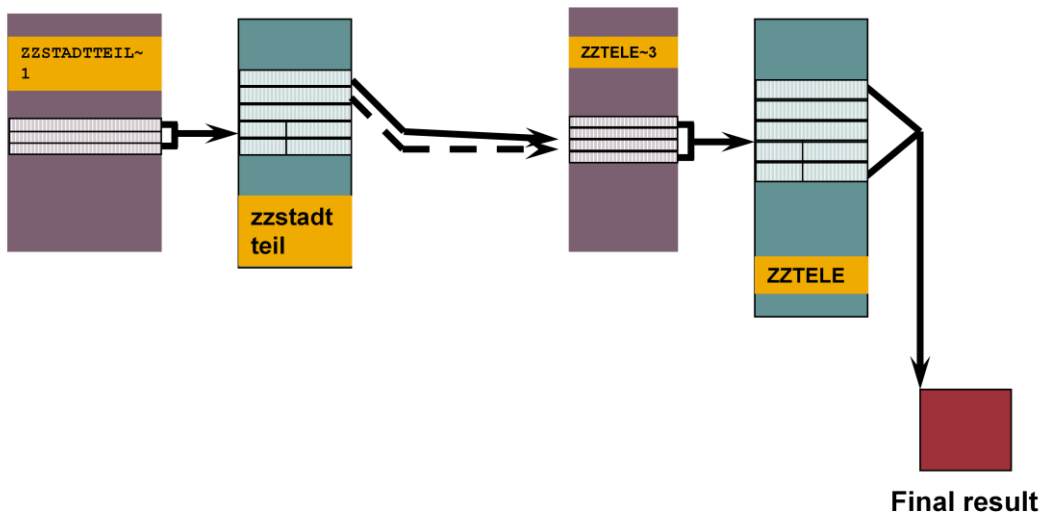 ZZSTADTTEIL~
1
zzstadt
teil
ZZTELE~3
ZZTELE
Final result